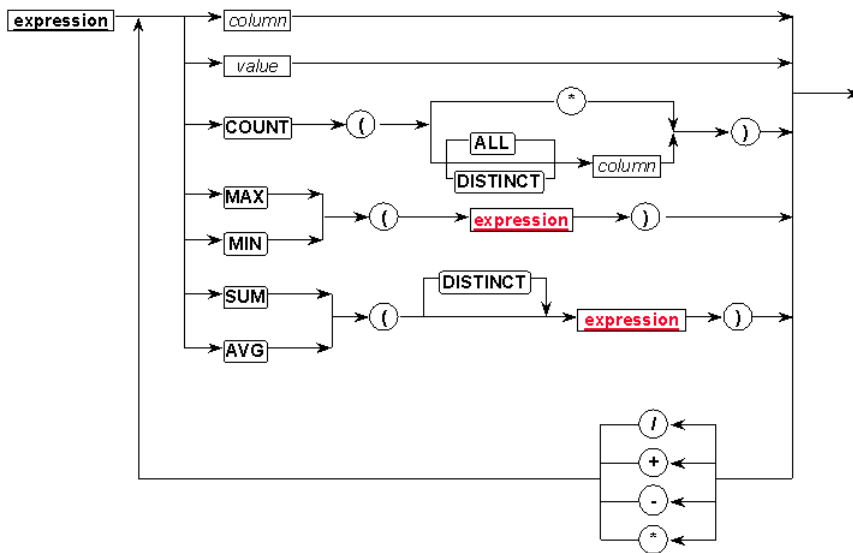 expression column
value
COUNT ( * )
ALL
DISTINCT column
MAX
( expression )
MIN
SUM DISTINCT
( expression )
AVG
/
+
-
*